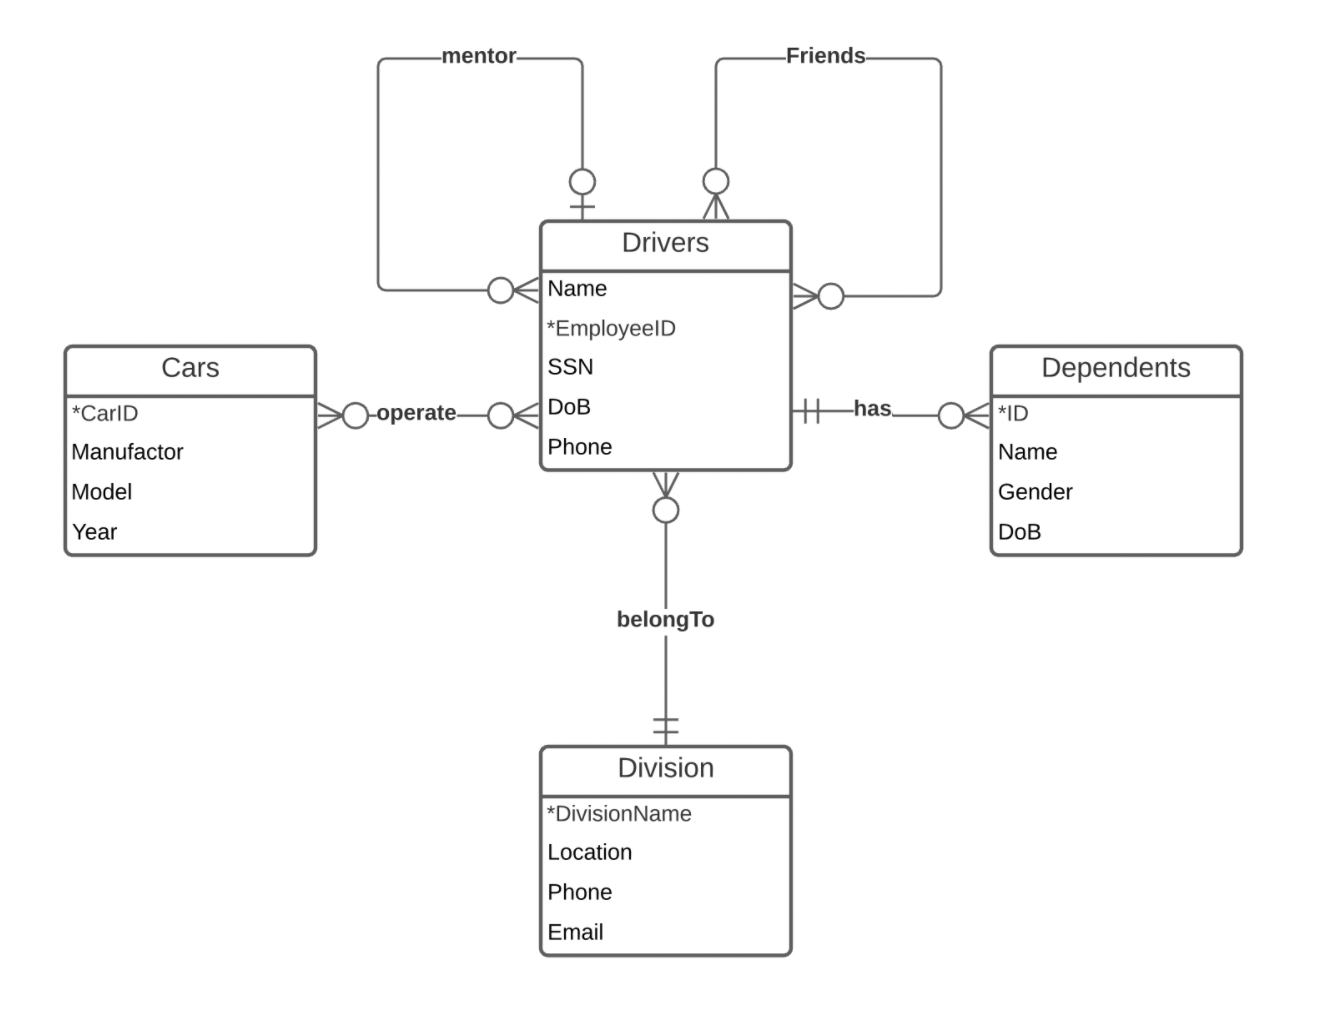 mentor
Friends
Drivers
Name
*EmployeeID
SSN
DoB
Phone
Cars
*CarID
Manufactor
Model
Year
operate
has
Dependents
*ID
Name
Gender
DoB
belongTo
Division
*DivisionName
Location
Phone
Email